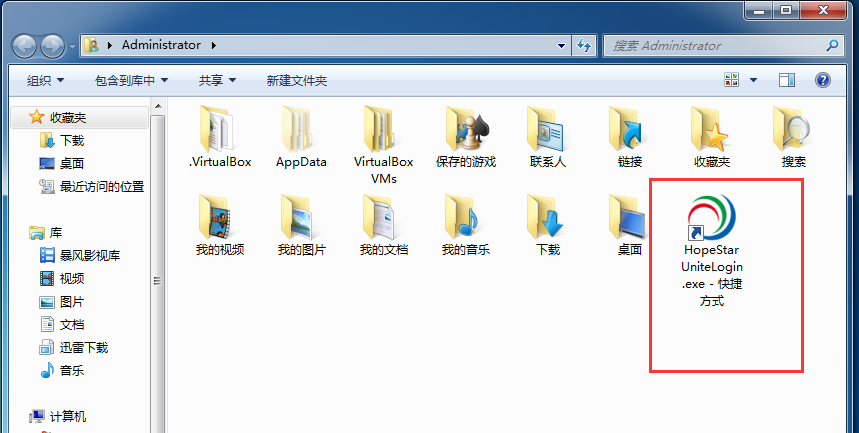 Administrator
搜索 Administrator
组织
包含到库中
共享
新建文件夹
收藏夹
下载
桌面
最近访问的位置
库
暴风影视库
视频
图片
文档
迅雷下载
音乐
计算机
.VirtualBox
AppData
VirtualBox
VMs
保存的游戏
联系人
链接
收藏夹
搜索
我的视频
我的图片
我的文档
我的音乐
下载
桌面
HopeStar
UniteLogin
.exe - 快捷
方式